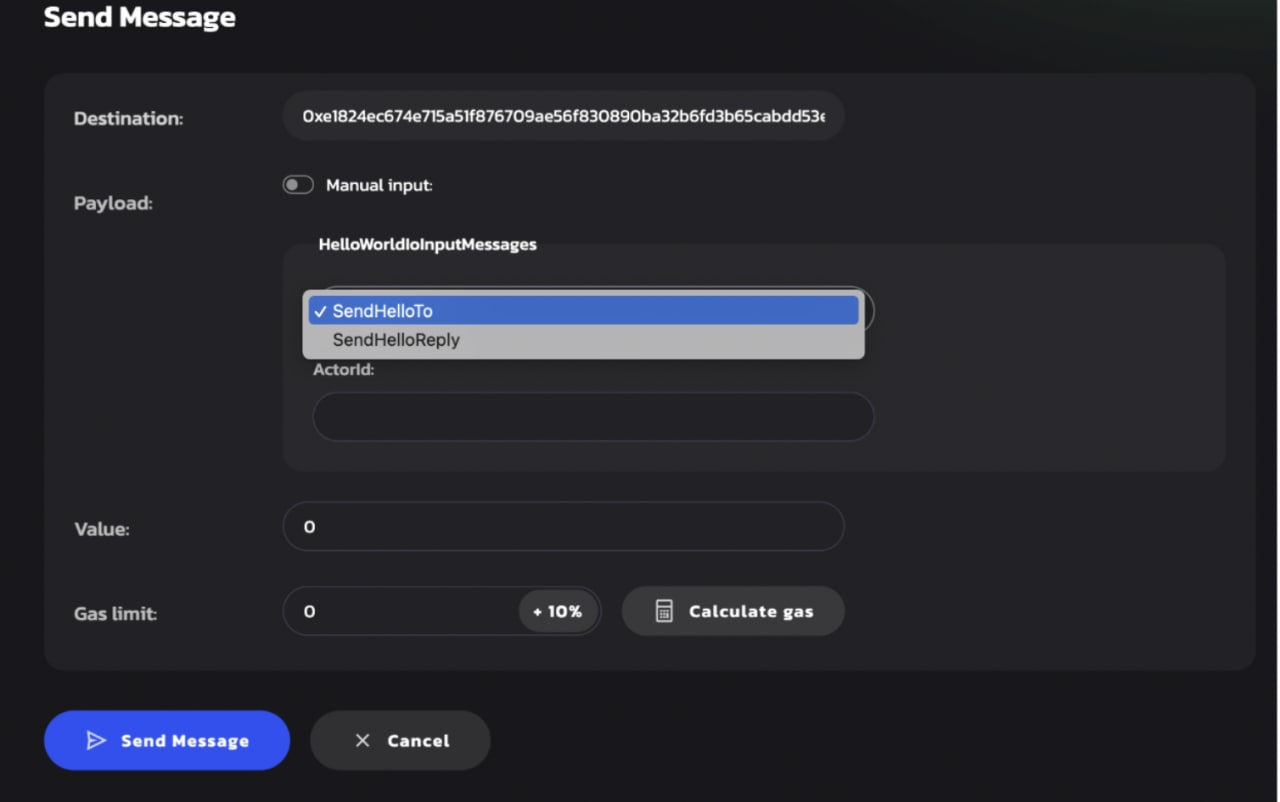 Send Message
Destination:
0xe1824ec674e715a51f876709ae56f830890ba32b6fd3b65cabdd53e
Manual input:
Payload:
HelloWorldIoInputMessages
✓ SendHelloTo
SendHelloReply
ActorId:
Value:
0
Gas limit:
0
+ 10%
Calculate gas
Send Message
Cancel